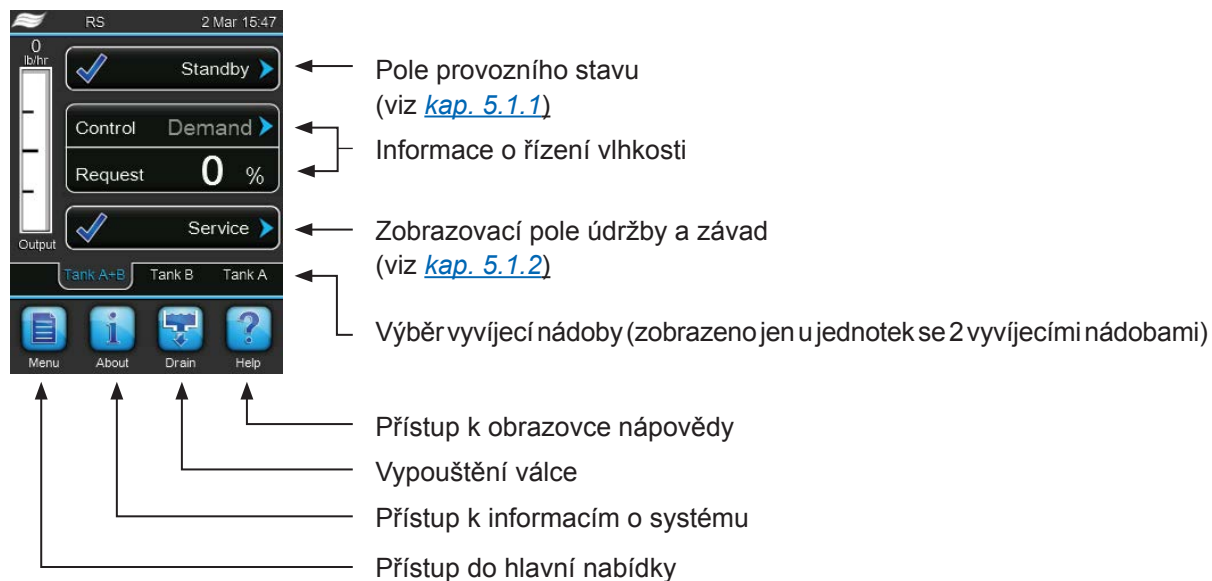 RS 2 Mar 15:47
0
lb/hr
Standby
Control Demand
Request 0 %
Service
Output
Tank A+B Tank B Tank A
Menu About Drain Help
Pole provozního stavu
(viz kap. 5.1.1)
Informace o řízení vlhkosti
Zobrazovací pole údržby a závad
(viz kap. 5.1.2)
Výběr vyvíjecí nádoby (zobrazeno jen u jednotek se 2 vyvíjecími nádobami)
Přístup k obrazovce nápovědy
Vypouštění válce
Přístup k informacím o systému
Přístup do hlavní nabídky